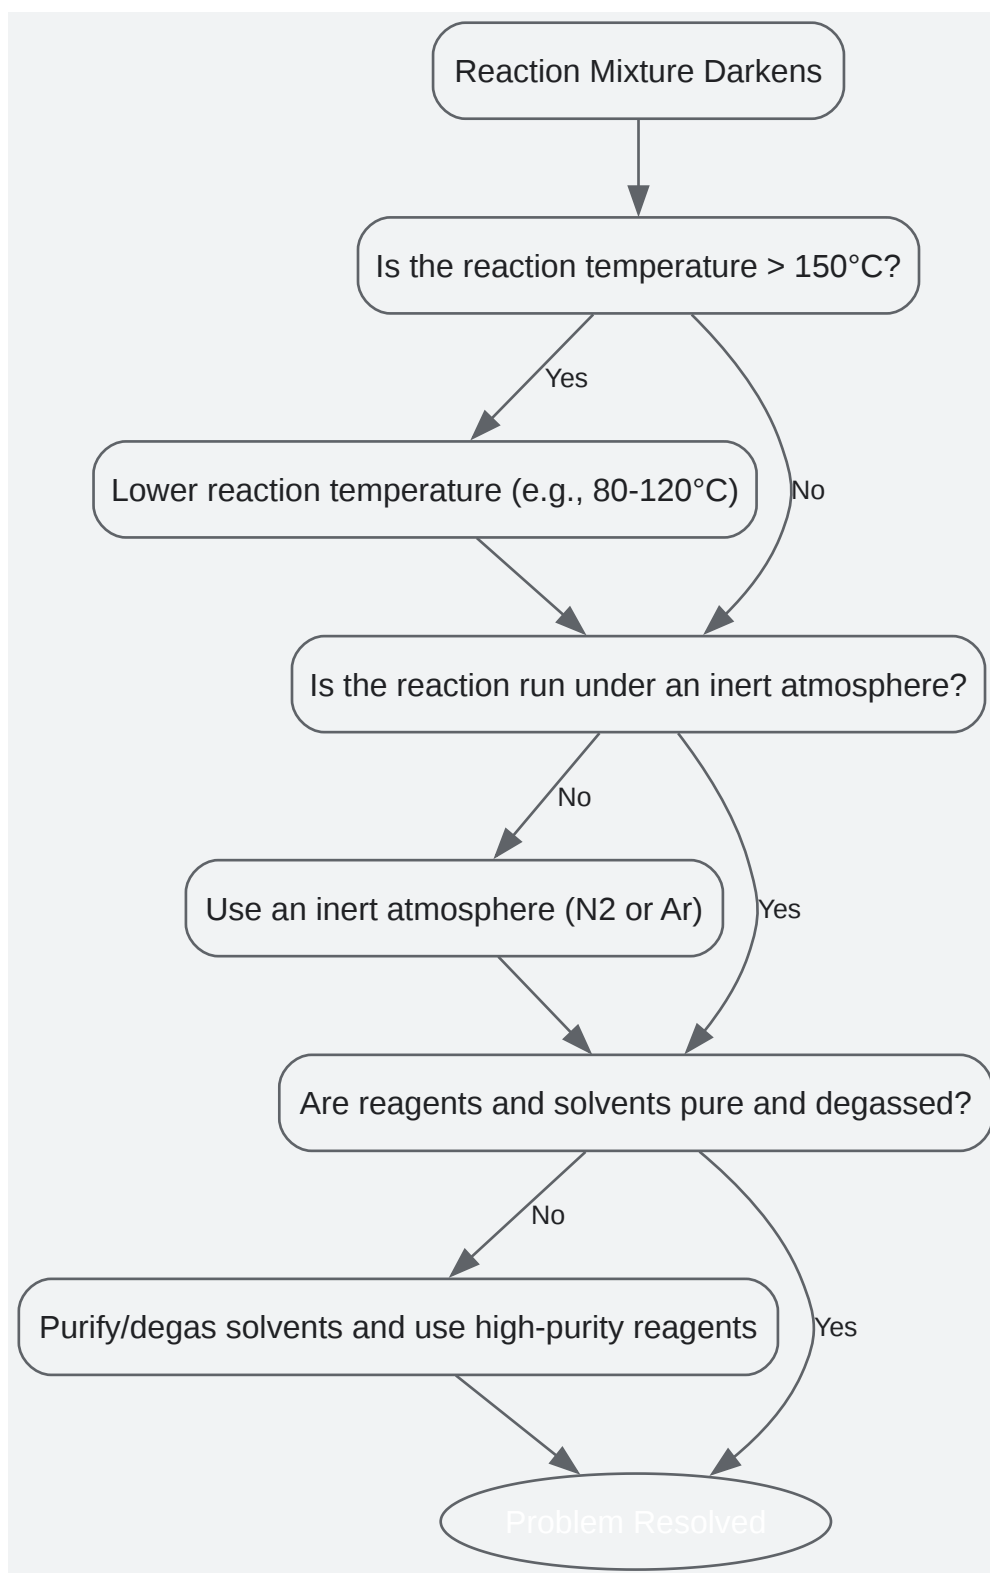 Reaction Mixture Darkens
Is the reaction temperature > 150°C?
Yes
Lower reaction temperature (e.g., 80-120°C)
No
Is the reaction run under an inert atmosphere?
No
Use an inert atmosphere (N2 or Ar)
Yes
Are reagents and solvents pure and degassed?
No
Purify/degas solvents and use high-purity reagents
Yes
Problem Resolved